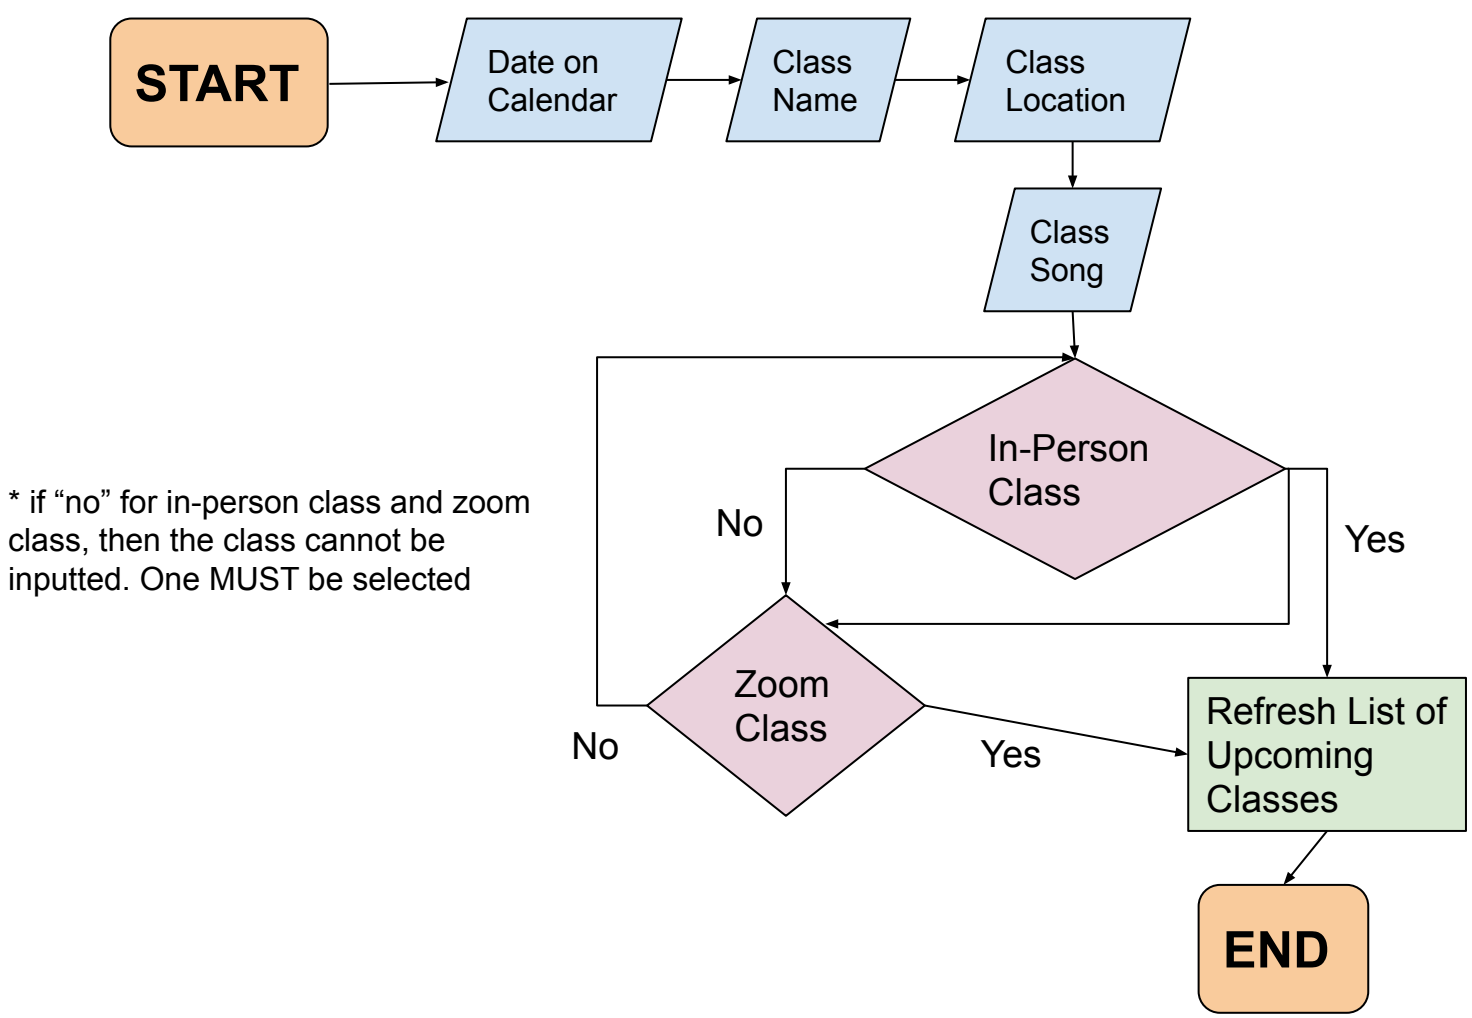 START
Date on
Calendar
Class
Name
Class
Location
Class
Song
In-Person
Class
* if “no” for in-person class and zoom
class, then the class cannot be
inputted. One MUST be selected
No
Yes
Zoom
Class
No
Yes
Refresh List of
Upcoming
Classes
END